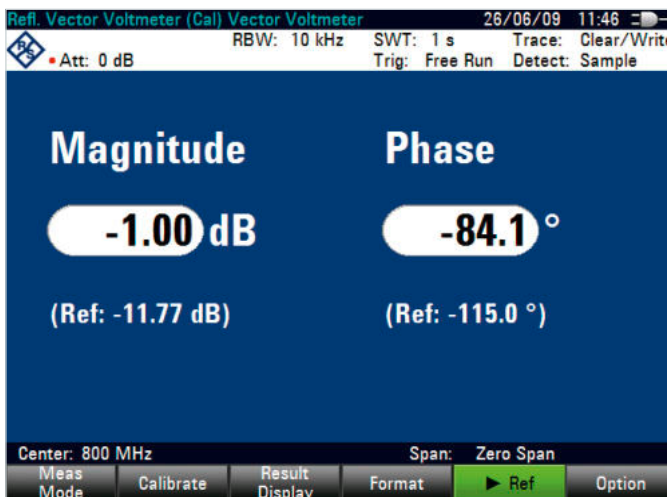 Refl. Vector Voltmeter (Cal) Vector Voltmeter 26/06/09 11:46
RBW: 10 kHz SWT: 1 s Trace: Clear/Write
Att: 0 dB Trig: Free Run Detect: Sample
Magnitude Phase
-1.00 dB -84.1 °
(Ref: -11.77 dB) (Ref: -115.0 °)
Center: 800 MHz Span: Zero Span
Meas Mode Calibrate Result Display Format ► Ref Option